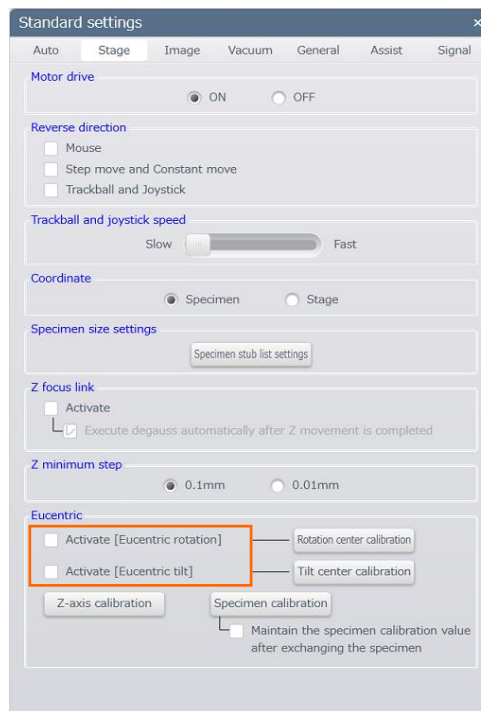 Standard settings
×
Auto Stage Image Vacuum General Assist Signal
Motor drive
ON OFF
Reverse direction
Mouse
Step move and Constant move
Trackball and Joystick
Trackball and joystick speed
Slow Fast
Coordinate
Specimen Stage
Specimen size settings
Specimen stub list settings
Z focus link
Activate
Execute degauss automatically after Z movement is completed
Z minimum step
0.1mm 0.01mm
Eucentric
Activate [Eucentric rotation] Rotation center calibration
Activate [Eucentric tilt] Tilt center calibration
Z-axis calibration Specimen calibration
Maintain the specimen calibration value
after exchanging the specimen